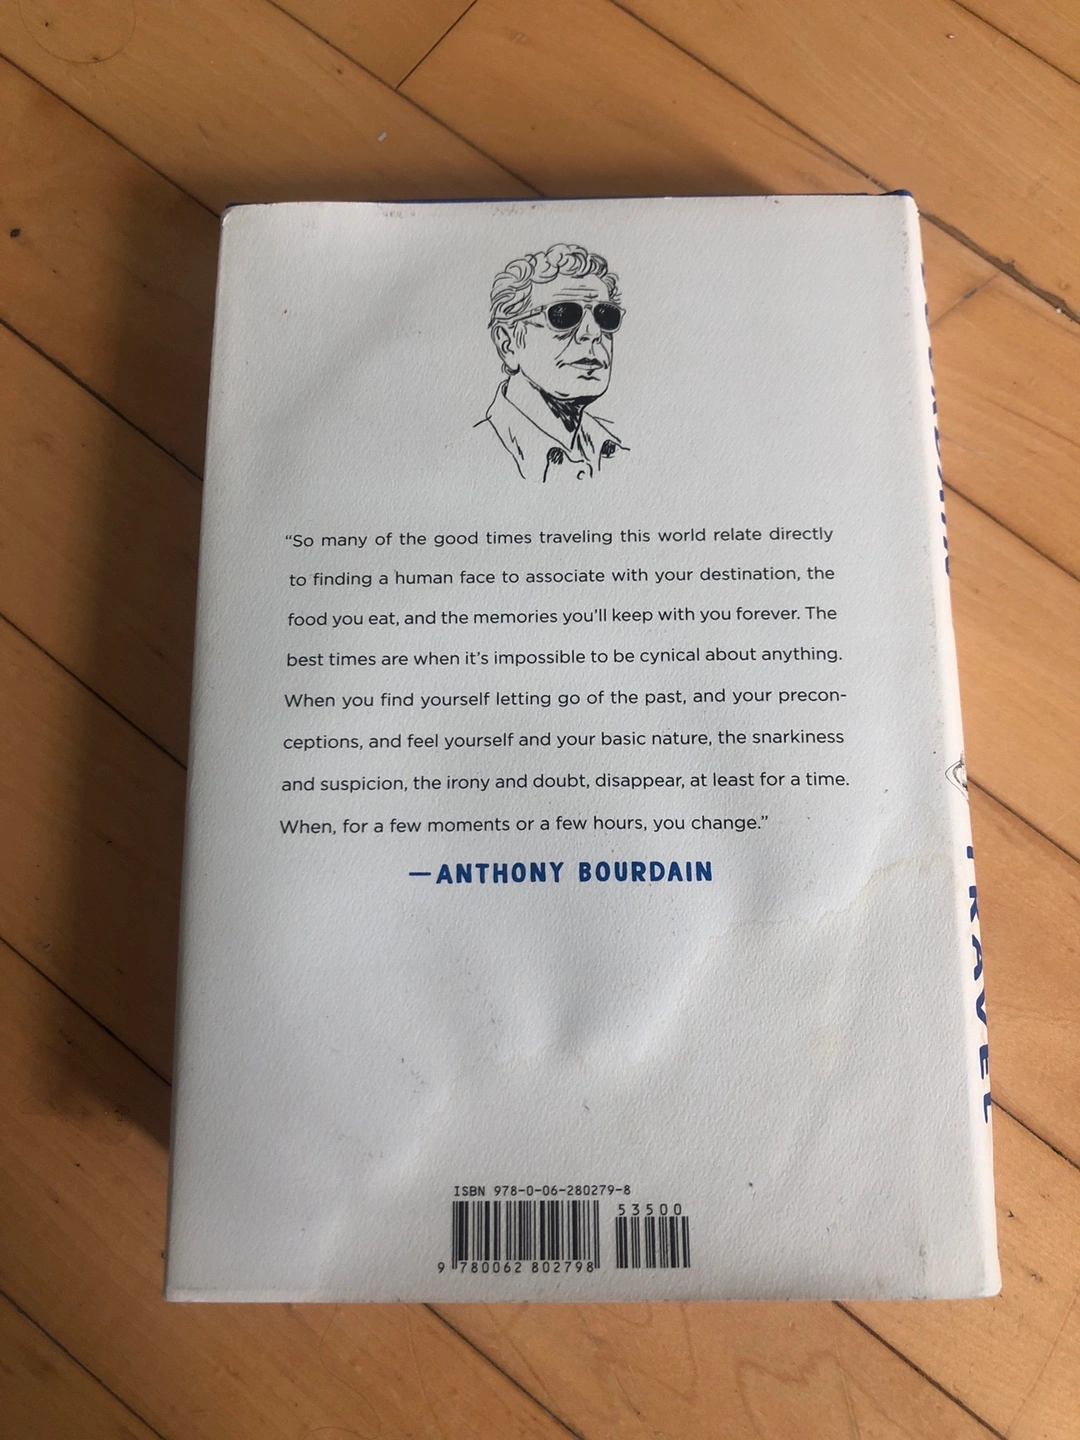 “So many of the good times traveling this world relate directly
to finding a human face to associate with your destination, the
food you eat, and the memories you’ll keep with you forever. The
best times are when it’s impossible to be cynical about anything.
When you find yourself letting go of the past, and your precon-
ceptions, and feel yourself and your basic nature, the snarkiness
and suspicion, the irony and doubt, disappear, at least for a time.
When, for a few moments or a few hours, you change.”
—ANTHONY BOURDAIN
ISBN 978-0-06-280279-8
53500
9 780062 802798
BOURDAIN
TRAVEL